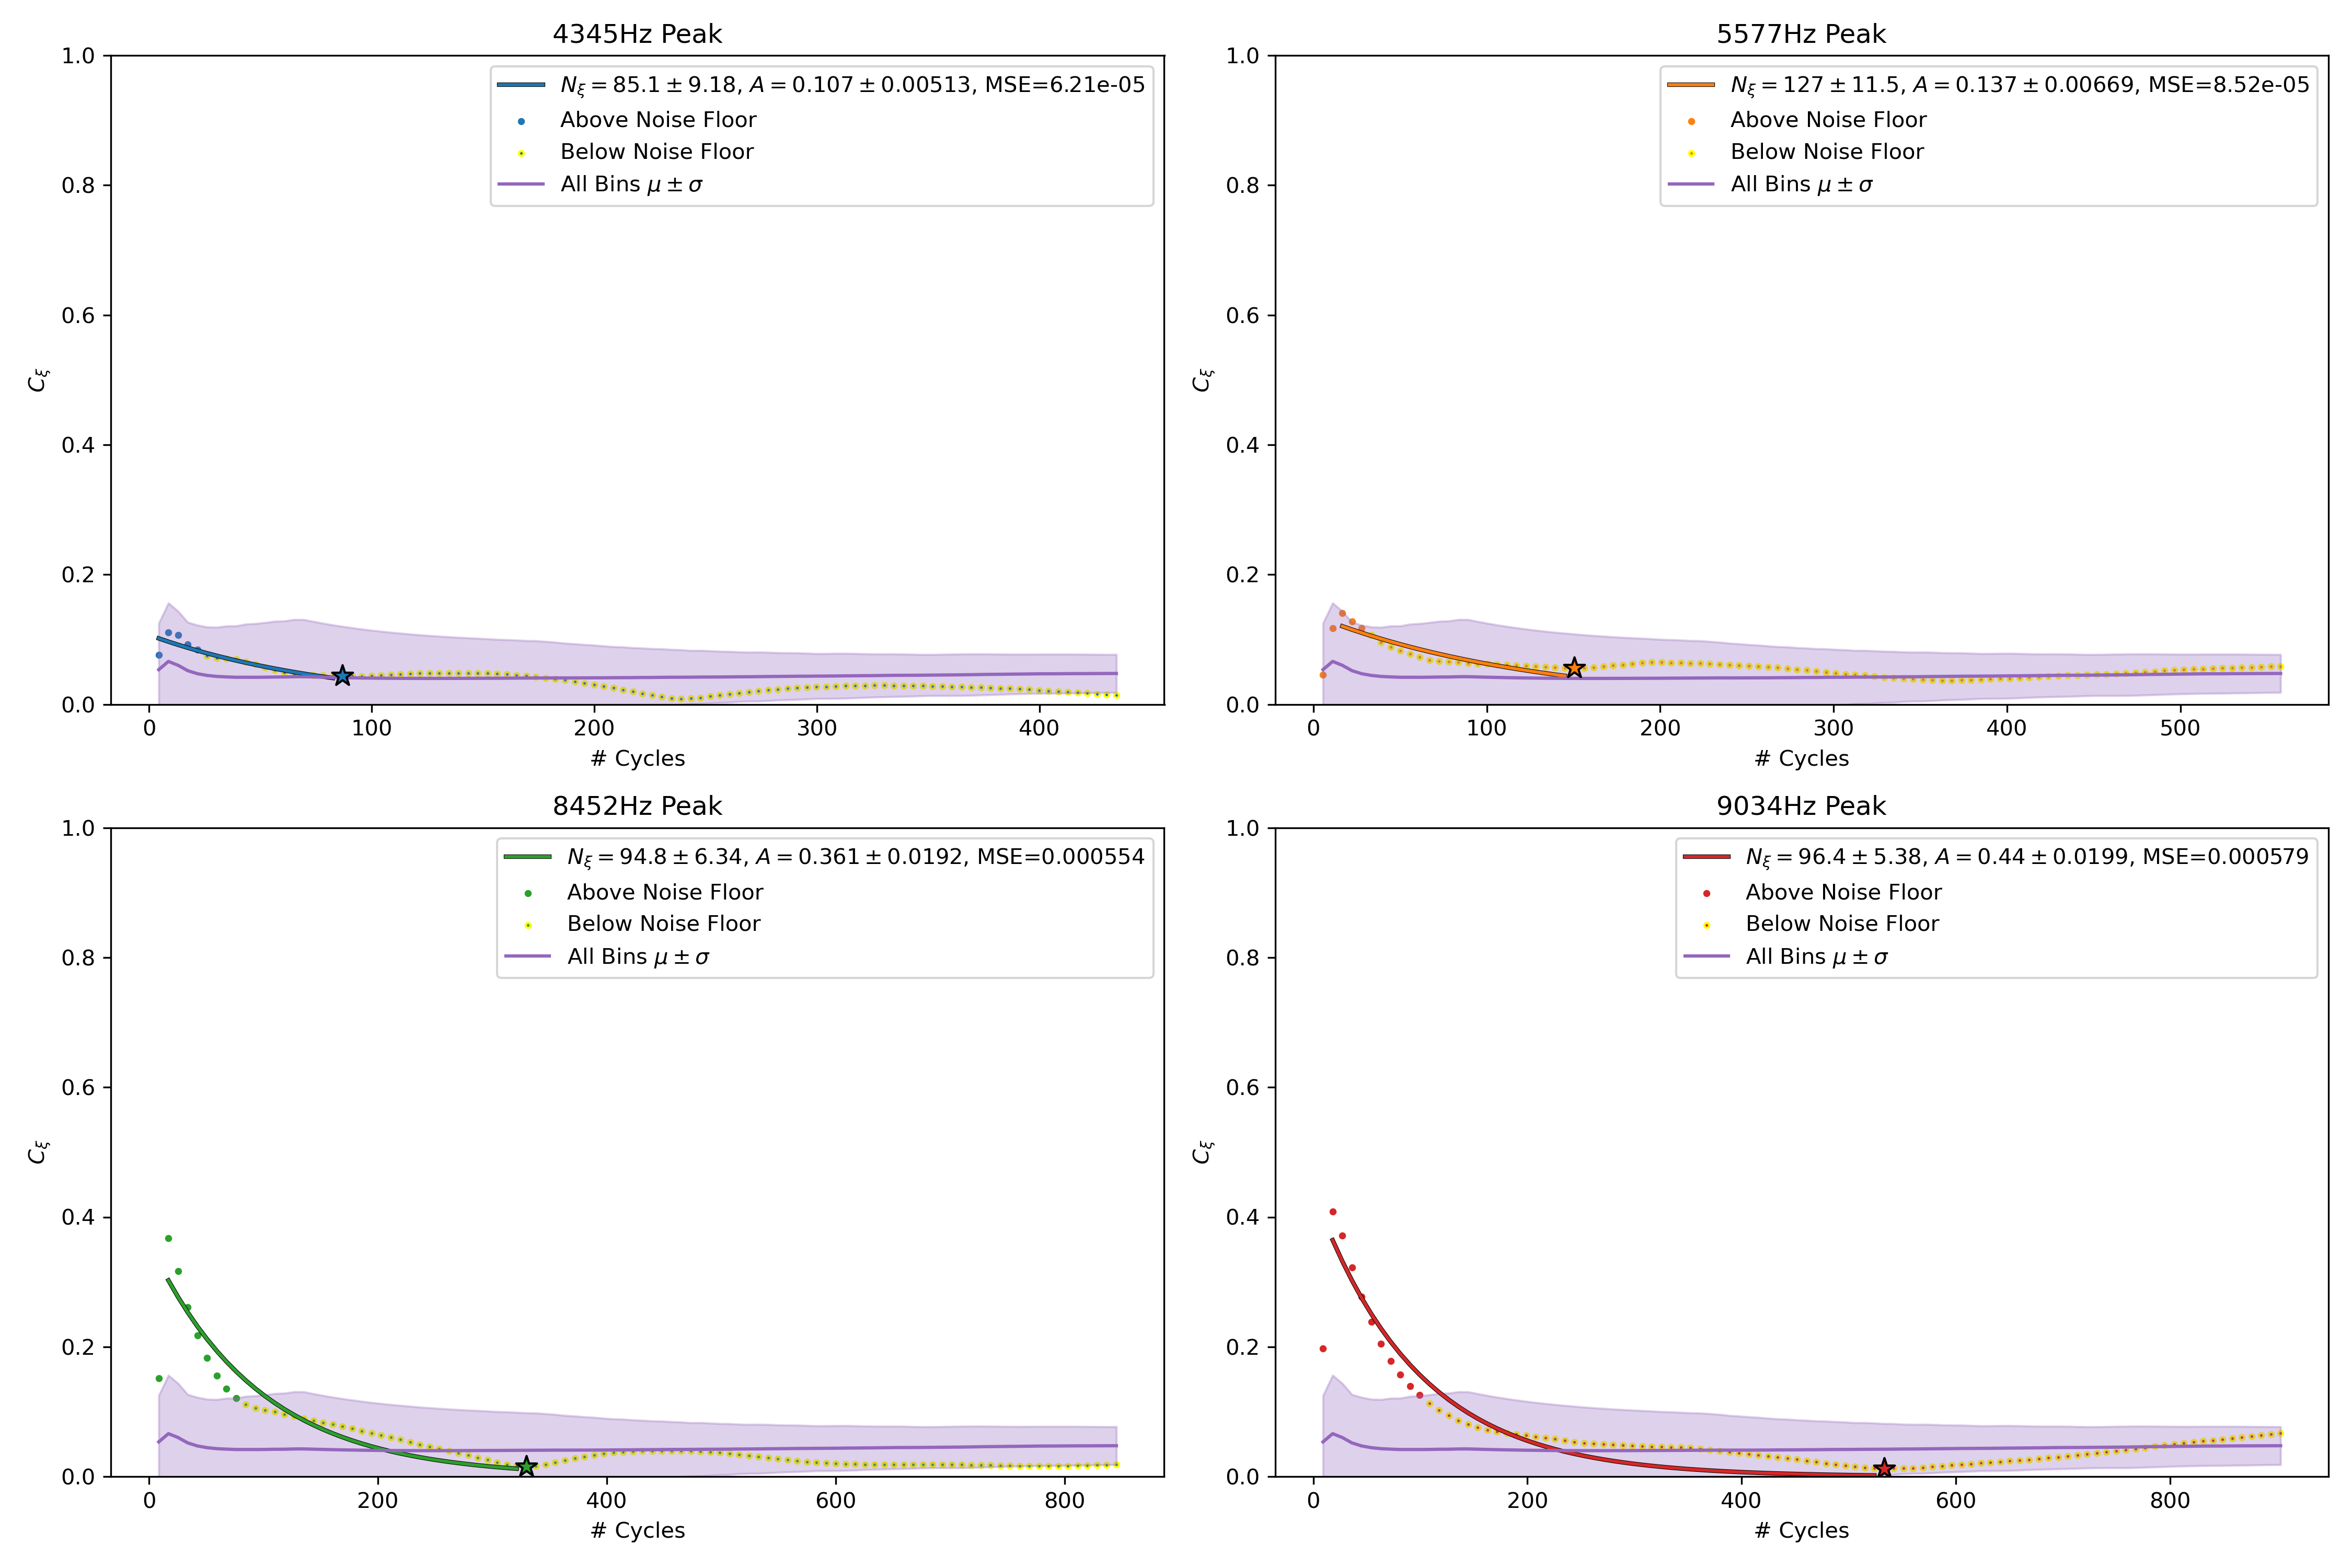 4345Hz Peak
1.0
0.8
0.6
0.4
0.2
0.0
C_ξ
N_ξ = 85.1 ± 9.18, A = 0.107 ± 0.00513, MSE=6.21e-05
Above Noise Floor
Below Noise Floor
All Bins μ ± σ
0 100 200 300 400
# Cycles
5577Hz Peak
1.0
0.8
0.6
0.4
0.2
0.0
C_ξ
N_ξ = 127 ± 11.5, A = 0.137 ± 0.00669, MSE=8.52e-05
Above Noise Floor
Below Noise Floor
All Bins μ ± σ
0 100 200 300 400 500
# Cycles
8452Hz Peak
1.0
0.8
0.6
0.4
0.2
0.0
C_ξ
N_ξ = 94.8 ± 6.34, A = 0.361 ± 0.0192, MSE=0.000554
Above Noise Floor
Below Noise Floor
All Bins μ ± σ
0 200 400 600 800
# Cycles
9034Hz Peak
1.0
0.8
0.6
0.4
0.2
0.0
C_ξ
N_ξ = 96.4 ± 5.38, A = 0.44 ± 0.0199, MSE=0.000579
Above Noise Floor
Below Noise Floor
All Bins μ ± σ
0 200 400 600 800
# Cycles